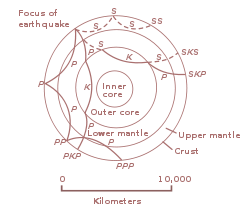 Focus of
earthquake
S
S
S
SS
S
SKS
K
S
SKP
P
P
P
P
K
Inner
core
P
Outer core
P
Lower mantle
P
PP
P
PKP
PPP
Upper mantle
Crust
0 10,000
Kilometers